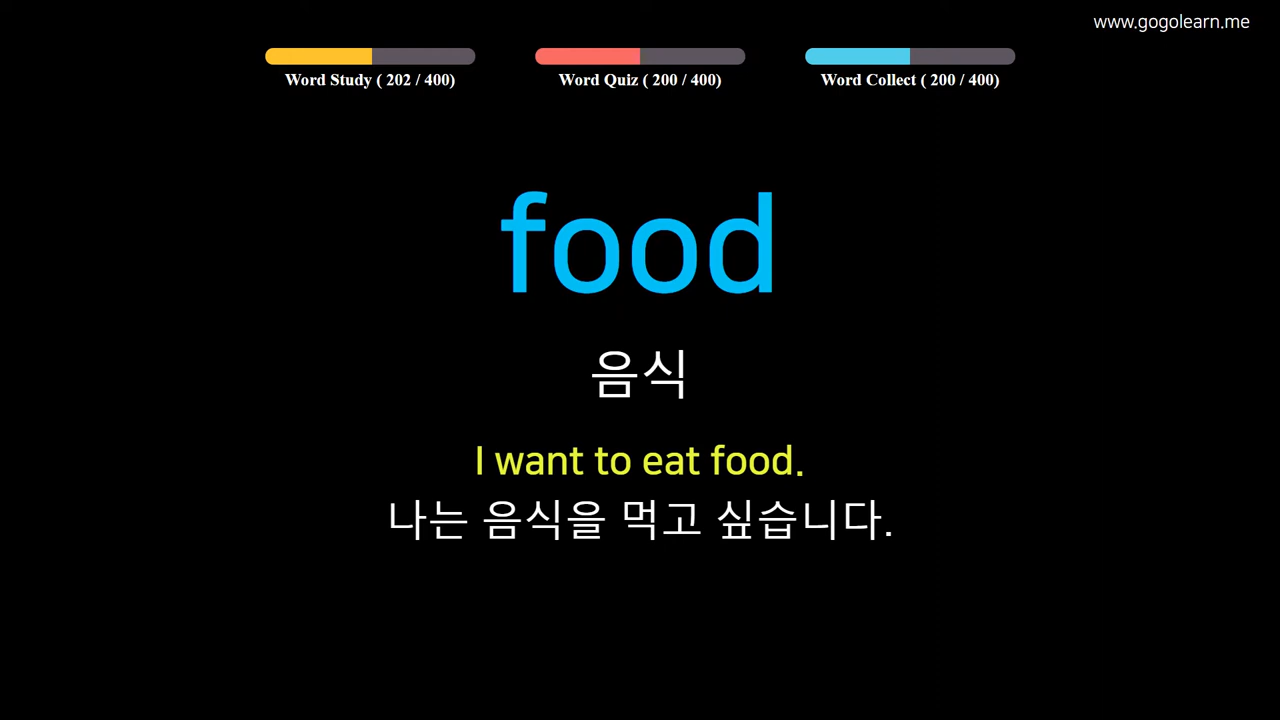 www.gogolearn.me
Word Study ( 202 / 400)
Word Quiz ( 200 / 400)
Word Collect ( 200 / 400)
food
음식
I want to eat food.
나는 음식을 먹고 싶습니다.